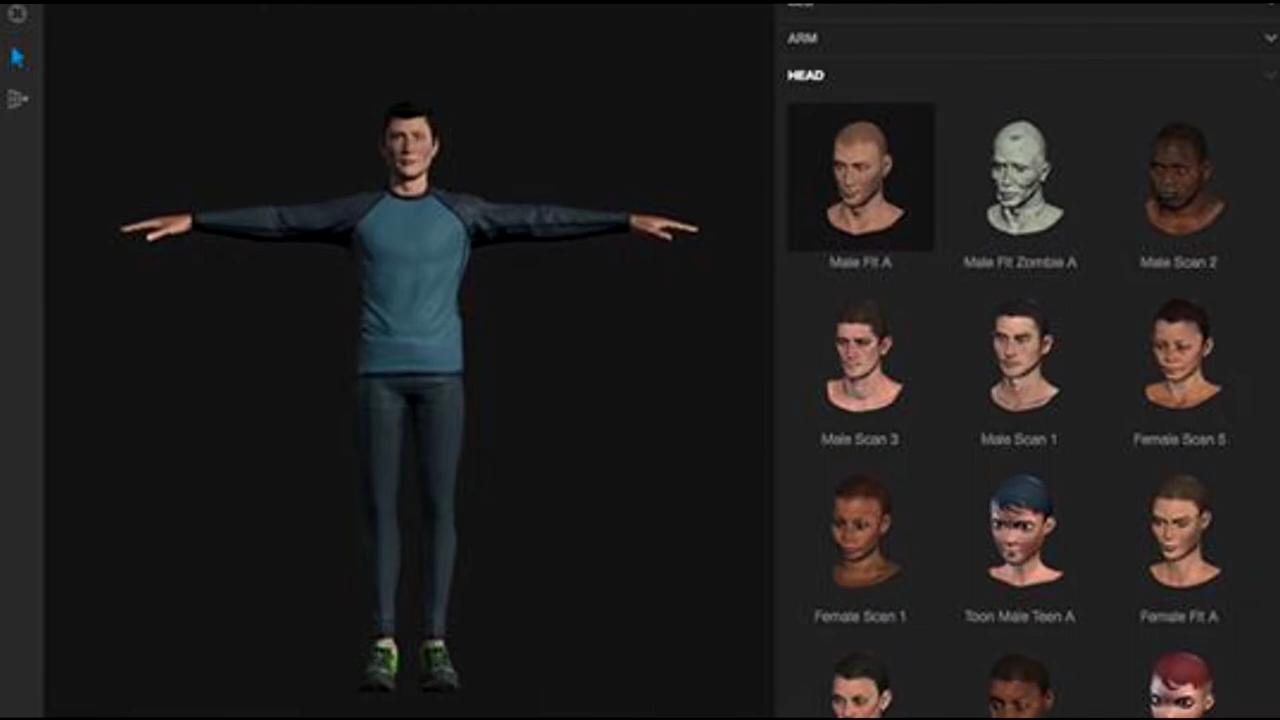 ARM
HEAD
Male Fit A
Male Fit Zombie A
Male Scan 2
Male Scan 3
Male Scan 1
Female Scan 5
Female Scan 1
Toon Male Teen A
Female Fit A